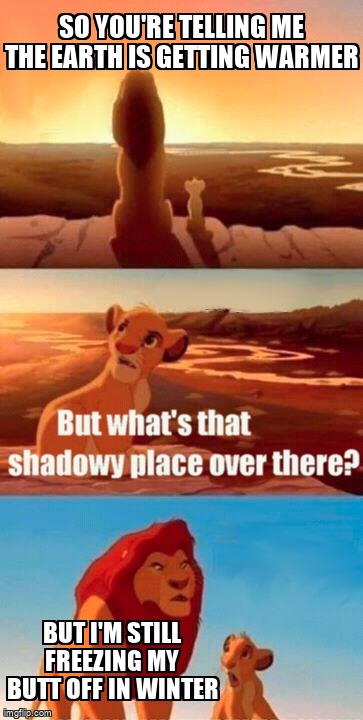 SO YOU'RE TELLING ME
THE EARTH IS GETTING WARMER
But what's that
shadowy place over there?
BUT I'M STILL
FREEZING MY
BUTT OFF IN WINTER
imgflip.com